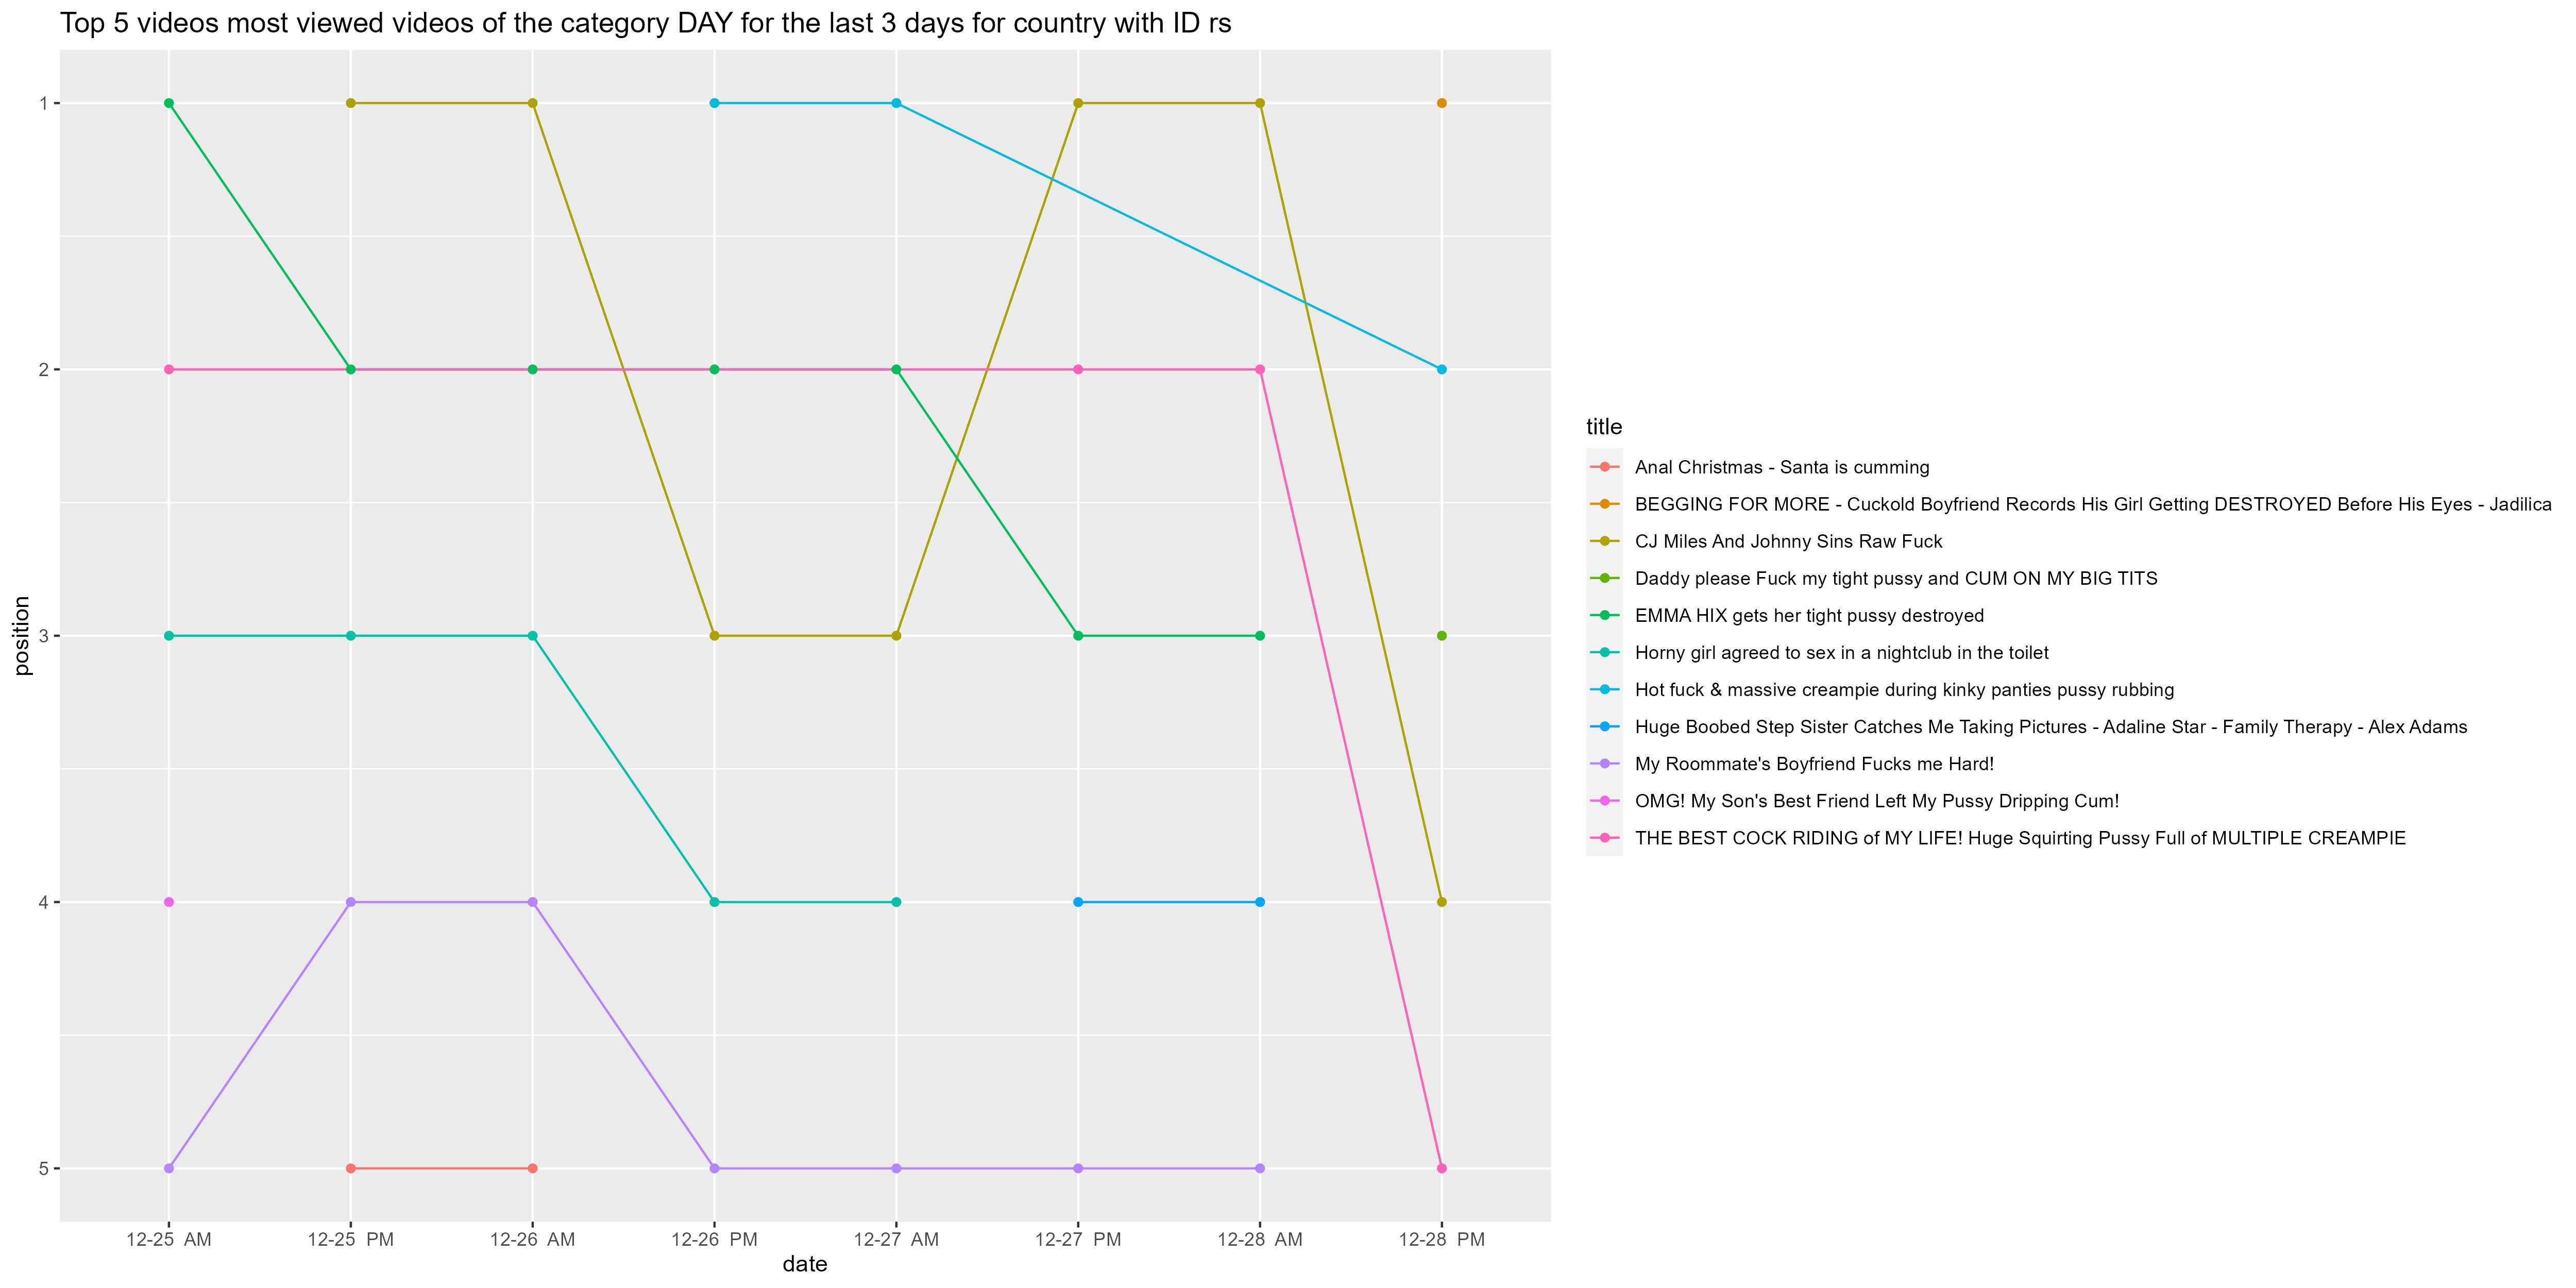 Top 5 videos most viewed videos of the category DAY for the last 3 days for country with ID rs
position
1
2
3
4
5
12-25 AM
12-25 PM
12-26 AM
12-26 PM
12-27 AM
12-27 PM
12-28 AM
12-28 PM
date
title
Anal Christmas - Santa is cumming
BEGGING FOR MORE - Cuckold Boyfriend Records His Girl Getting DESTROYED Before His Eyes - Jadilica
CJ Miles And Johnny Sins Raw Fuck
Daddy please Fuck my tight pussy and CUM ON MY BIG TITS
EMMA HIX gets her tight pussy destroyed
Horny girl agreed to sex in a nightclub in the toilet
Hot fuck & massive creampie during kinky panties pussy rubbing
Huge Boobed Step Sister Catches Me Taking Pictures - Adaline Star - Family Therapy - Alex Adams
My Roommate's Boyfriend Fucks me Hard!
OMG! My Son's Best Friend Left My Pussy Dripping Cum!
THE BEST COCK RIDING of MY LIFE! Huge Squirting Pussy Full of MULTIPLE CREAMPIE